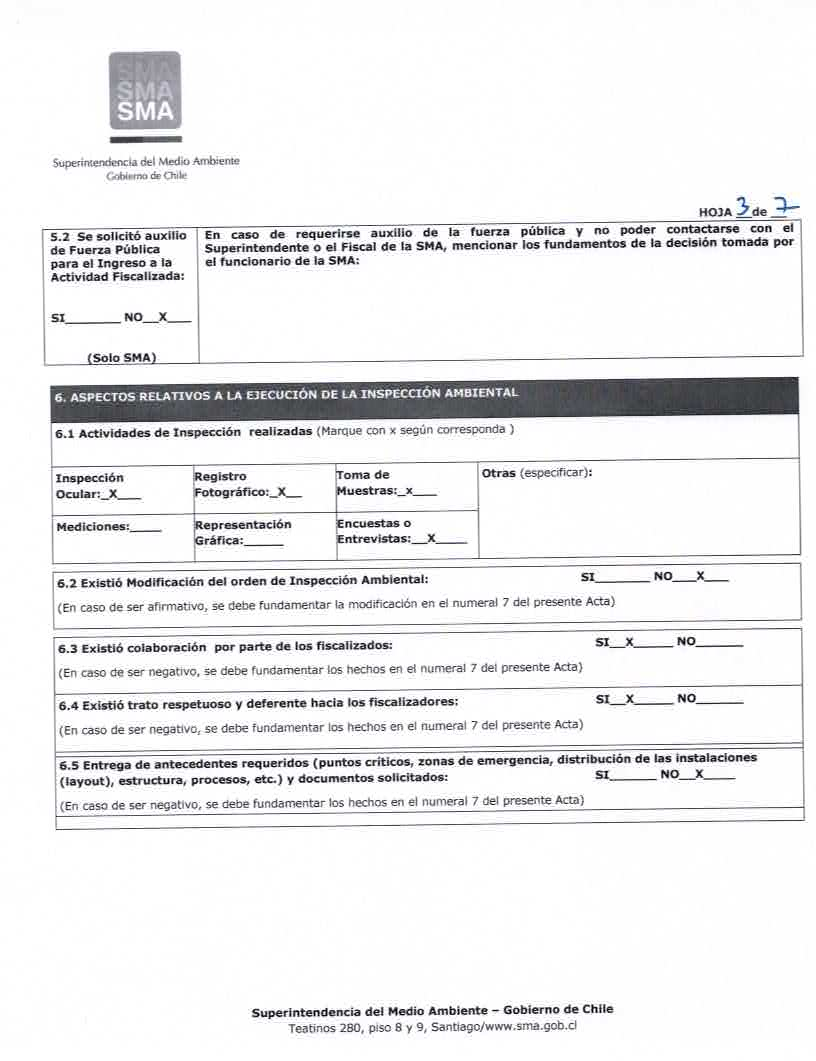 SMA
SMA
SMA
Superintendencia del Medio Ambiente
Gobierno de Chile
HOJA 3 de 7
5.2 Se solicitó auxilio
de Fuerza Pública
para el Ingreso a la
Actividad Fiscalizada:
SI________ NO__X___
(Solo SMA)
En caso de requerirse auxilio de la fuerza pública y no poder contactarse con el
Superintendente o el Fiscal de la SMA, mencionar los fundamentos de la decisión tomada por
el funcionario de la SMA:
6. ASPECTOS RELATIVOS A LA EJECUCIÓN DE LA INSPECCIÓN AMBIENTAL
6.1 Actividades de Inspección realizadas (Marque con x según corresponda )
Inspección
Ocular:_X___
Registro
Fotográfico:_X__
Toma de
Muestras:_x___
Otras (especificar):
Mediciones:____
Representación
Gráfica:_____
Encuestas o
Entrevistas:__X____
6.2 Existió Modificación del orden de Inspección Ambiental: SI_______ NO___X___
(En caso de ser afirmativo, se debe fundamentar la modificación en el numeral 7 del presente Acta)
6.3 Existió colaboración por parte de los fiscalizados: SI__X_____ NO______
(En caso de ser negativo, se debe fundamentar los hechos en el numeral 7 del presente Acta)
6.4 Existió trato respetuoso y deferente hacia los fiscalizadores: SI__X_____ NO______
(En caso de ser negativo, se debe fundamentar los hechos en el numeral 7 del presente Acta)
6.5 Entrega de antecedentes requeridos (puntos críticos, zonas de emergencia, distribución de las instalaciones
(layout), estructura, procesos, etc.) y documentos solicitados: SI______ NO__X____
(En caso de ser negativo, se debe fundamentar los hechos en el numeral 7 del presente Acta)
Superintendencia del Medio Ambiente – Gobierno de Chile
Teatinos 280, piso 8 y 9, Santiago/www.sma.gob.cl